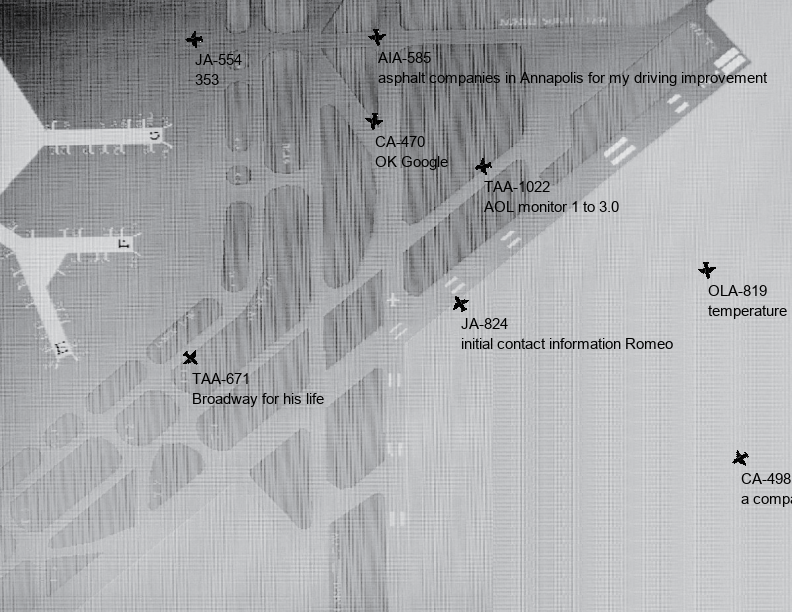 JA-554
353
AIA-585
asphalt companies in Annapolis for my driving improvement
CA-470
OK Google
TAA-1022
AOL monitor 1 to 3.0
OLA-819
temperature
JA-824
initial contact information Romeo
TAA-671
Broadway for his life
CA-498
a comp